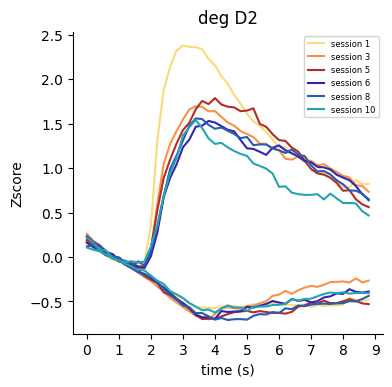 deg D2
2.5
2.0
1.5
1.0
0.5
0.0
−0.5
Zscore
session 1
session 3
session 5
session 6
session 8
session 10
0 1 2 3 4 5 6 7 8 9
time (s)